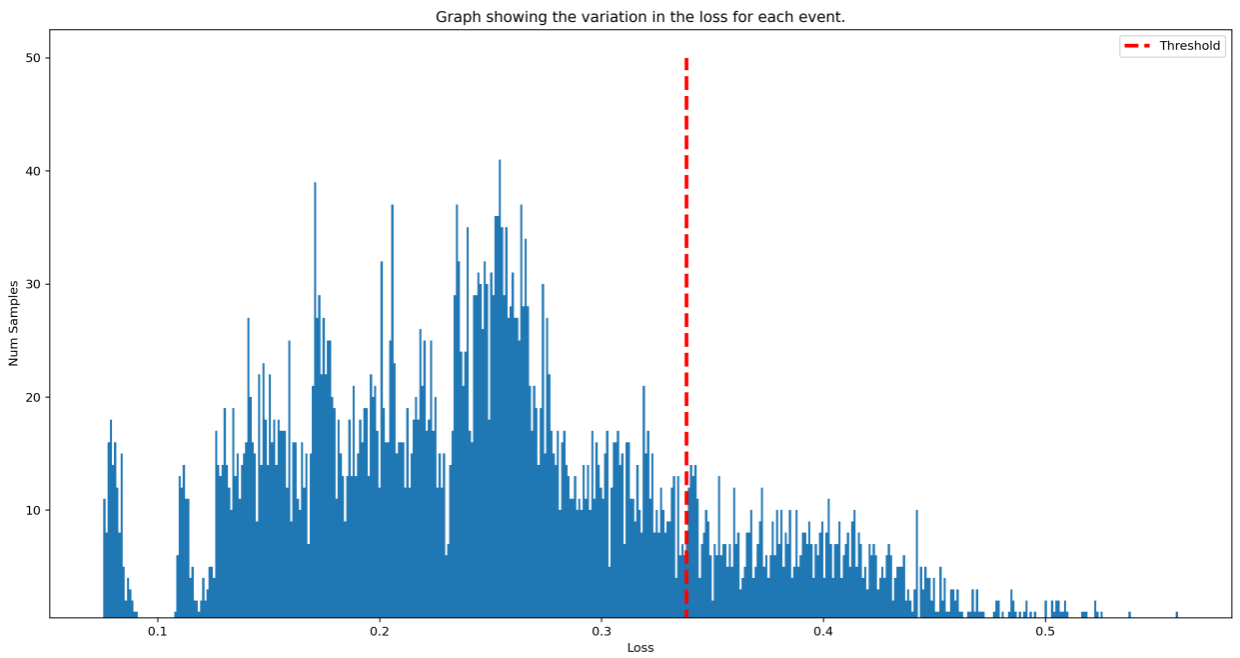 Graph showing the variation in the loss for each event.
Threshold
50
40
30
20
10
Num Samples
0.1 0.2 0.3 0.4 0.5
Loss